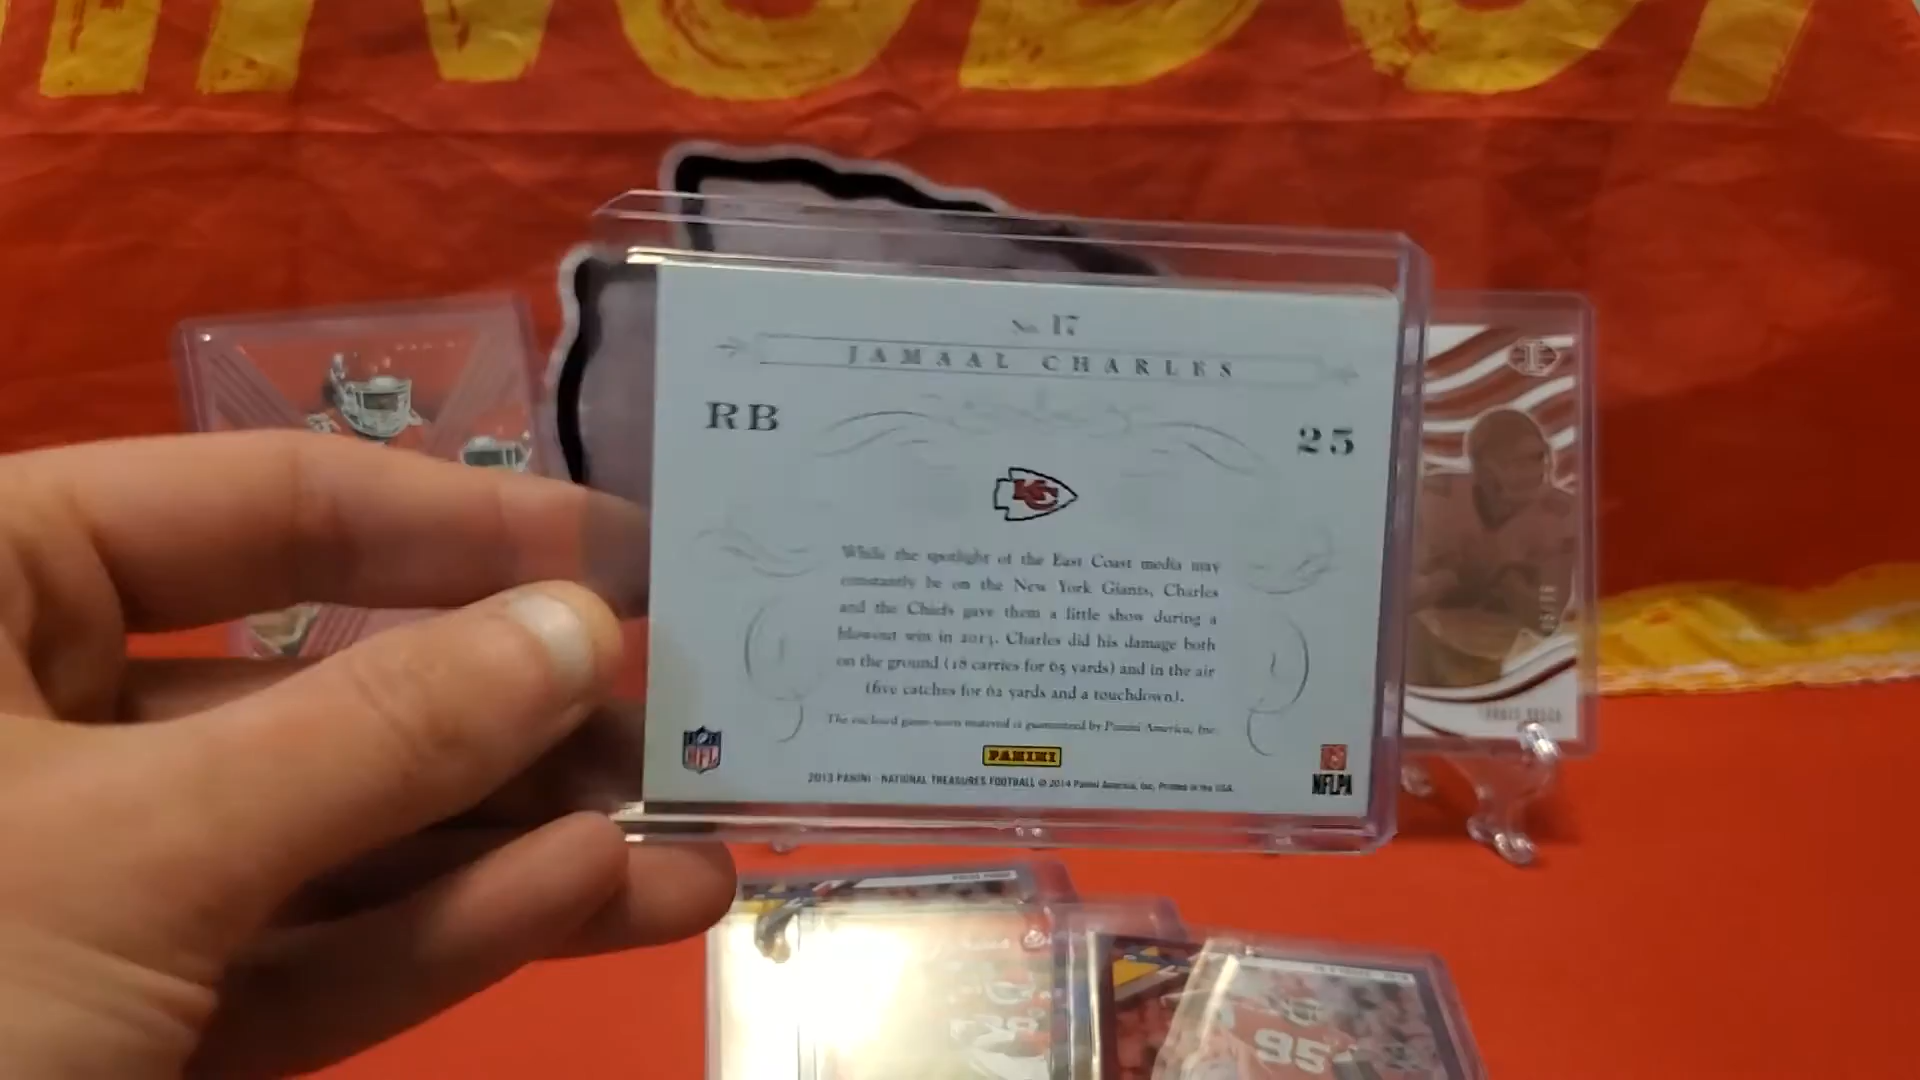 No. 17
JAMAAL CHARLES
RB
25
KC
While the spotlight of the East Coast media may
constantly be on the New York Giants, Charles
and the Chiefs gave them a little show during a
blowout win in 2013. Charles did his damage both
on the ground (18 carries for 65 yards) and in the air
(five catches for 62 yards and a touchdown).
The enclosed game-worn material is guaranteed by Panini America, Inc.
NFL
PANINI
NFLPA
2013 PANINI - NATIONAL TREASURES FOOTBALL © 2014 Panini America, Inc. Printed in the USA.
95